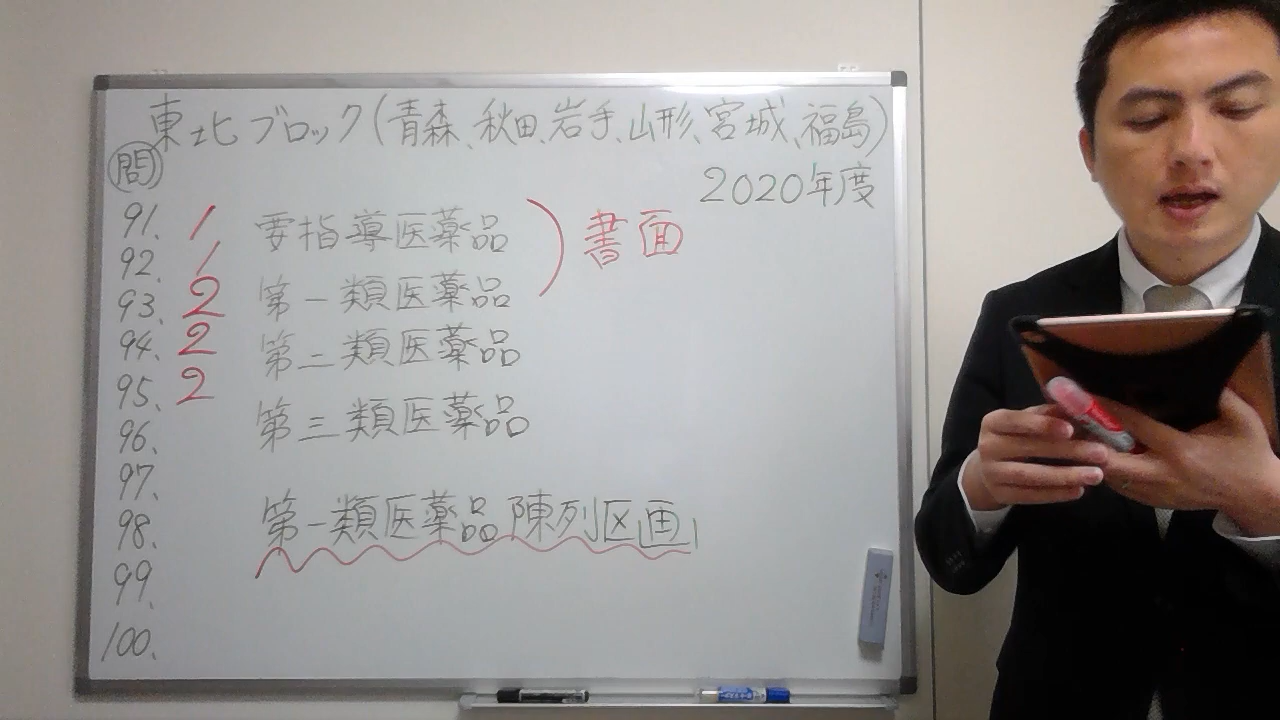 東北ブロック(青森、秋田、岩手、山形、宮城、福島)
2020年度
問
91. 1 要指導医薬品 書面
92. 1
93. 2 第一類医薬品
94. 2 第二類医薬品
95. 2
96. 第三類医薬品
97.
98. 第一類医薬品陳列区画
99.
100.